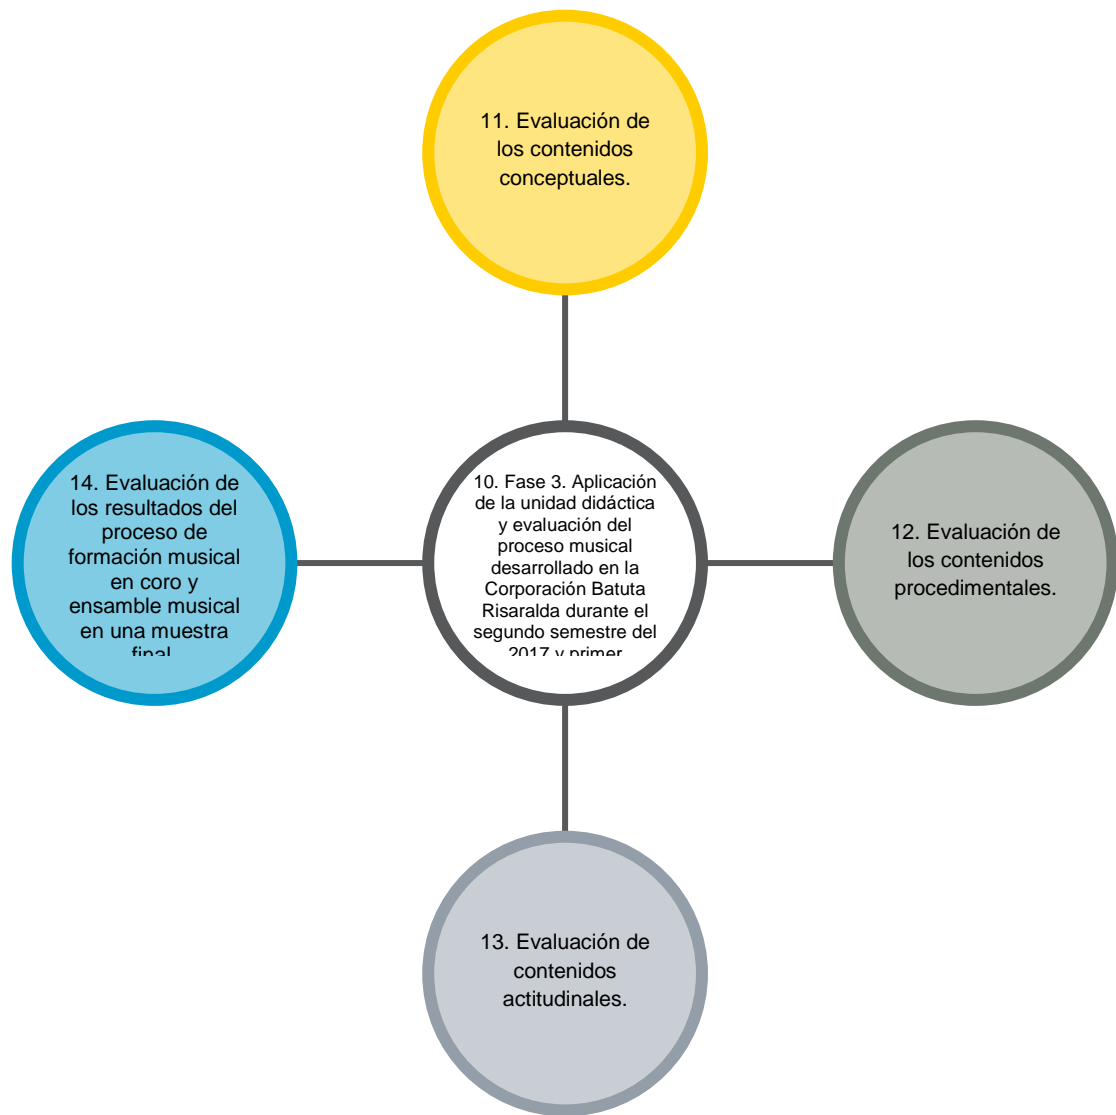 11. Evaluación de
los contenidos
conceptuales.
14. Evaluación de
los resultados del
proceso de
formación musical
en coro y
ensamble musical
en una muestra
final
10. Fase 3. Aplicación
de la unidad didáctica
y evaluación del
proceso musical
desarrollado en la
Corporación Batuta
Risaralda durante el
segundo semestre del
2017 y primer
12. Evaluación de
los contenidos
procedimentales.
13. Evaluación de
contenidos
actitudinales.